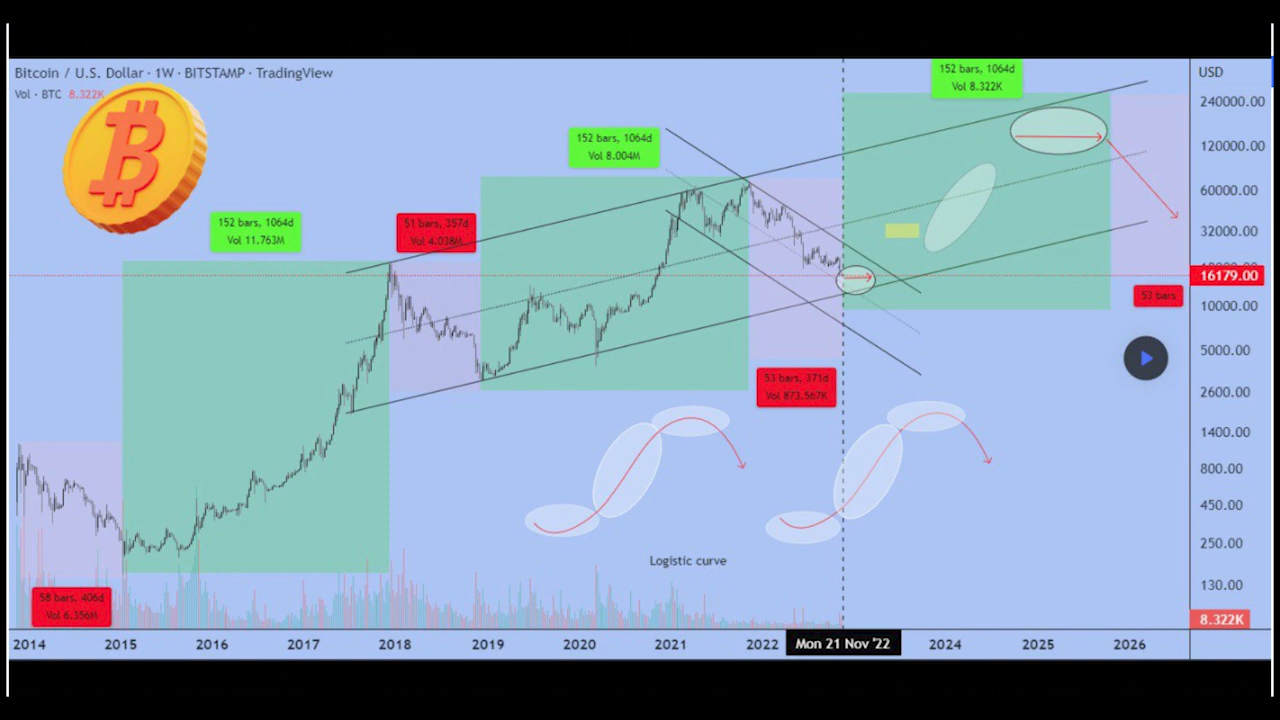 Bitcoin / U.S. Dollar · 1W · BITSTAMP · TradingView
Vol · BTC 8.322K
152 bars, 1064d
Vol 11.763M
51 bars, 357d
Vol 4.038M
152 bars, 1064d
Vol 8.004M
152 bars, 1064d
Vol 8.322K
58 bars, 406d
Vol 6.356M
53 bars, 371d
Vol 873.567K
53 bars
Logistic curve
USD
240000.00
120000.00
60000.00
32000.00
16179.00
10000.00
5000.00
2600.00
1400.00
800.00
450.00
250.00
130.00
8.322K
2014 2015 2016 2017 2018 2019 2020 2021 2022 Mon 21 Nov '22 2024 2025 2026